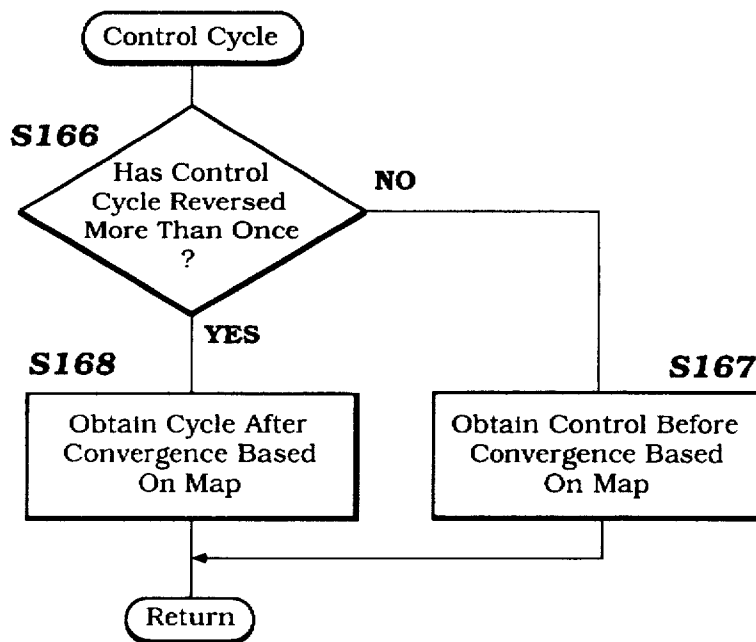 Control Cycle
S166
Has Control
Cycle Reversed
More Than Once
?
NO
YES
S168
Obtain Cycle After
Convergence Based
On Map
S167
Obtain Control Before
Convergence Based
On Map
Return